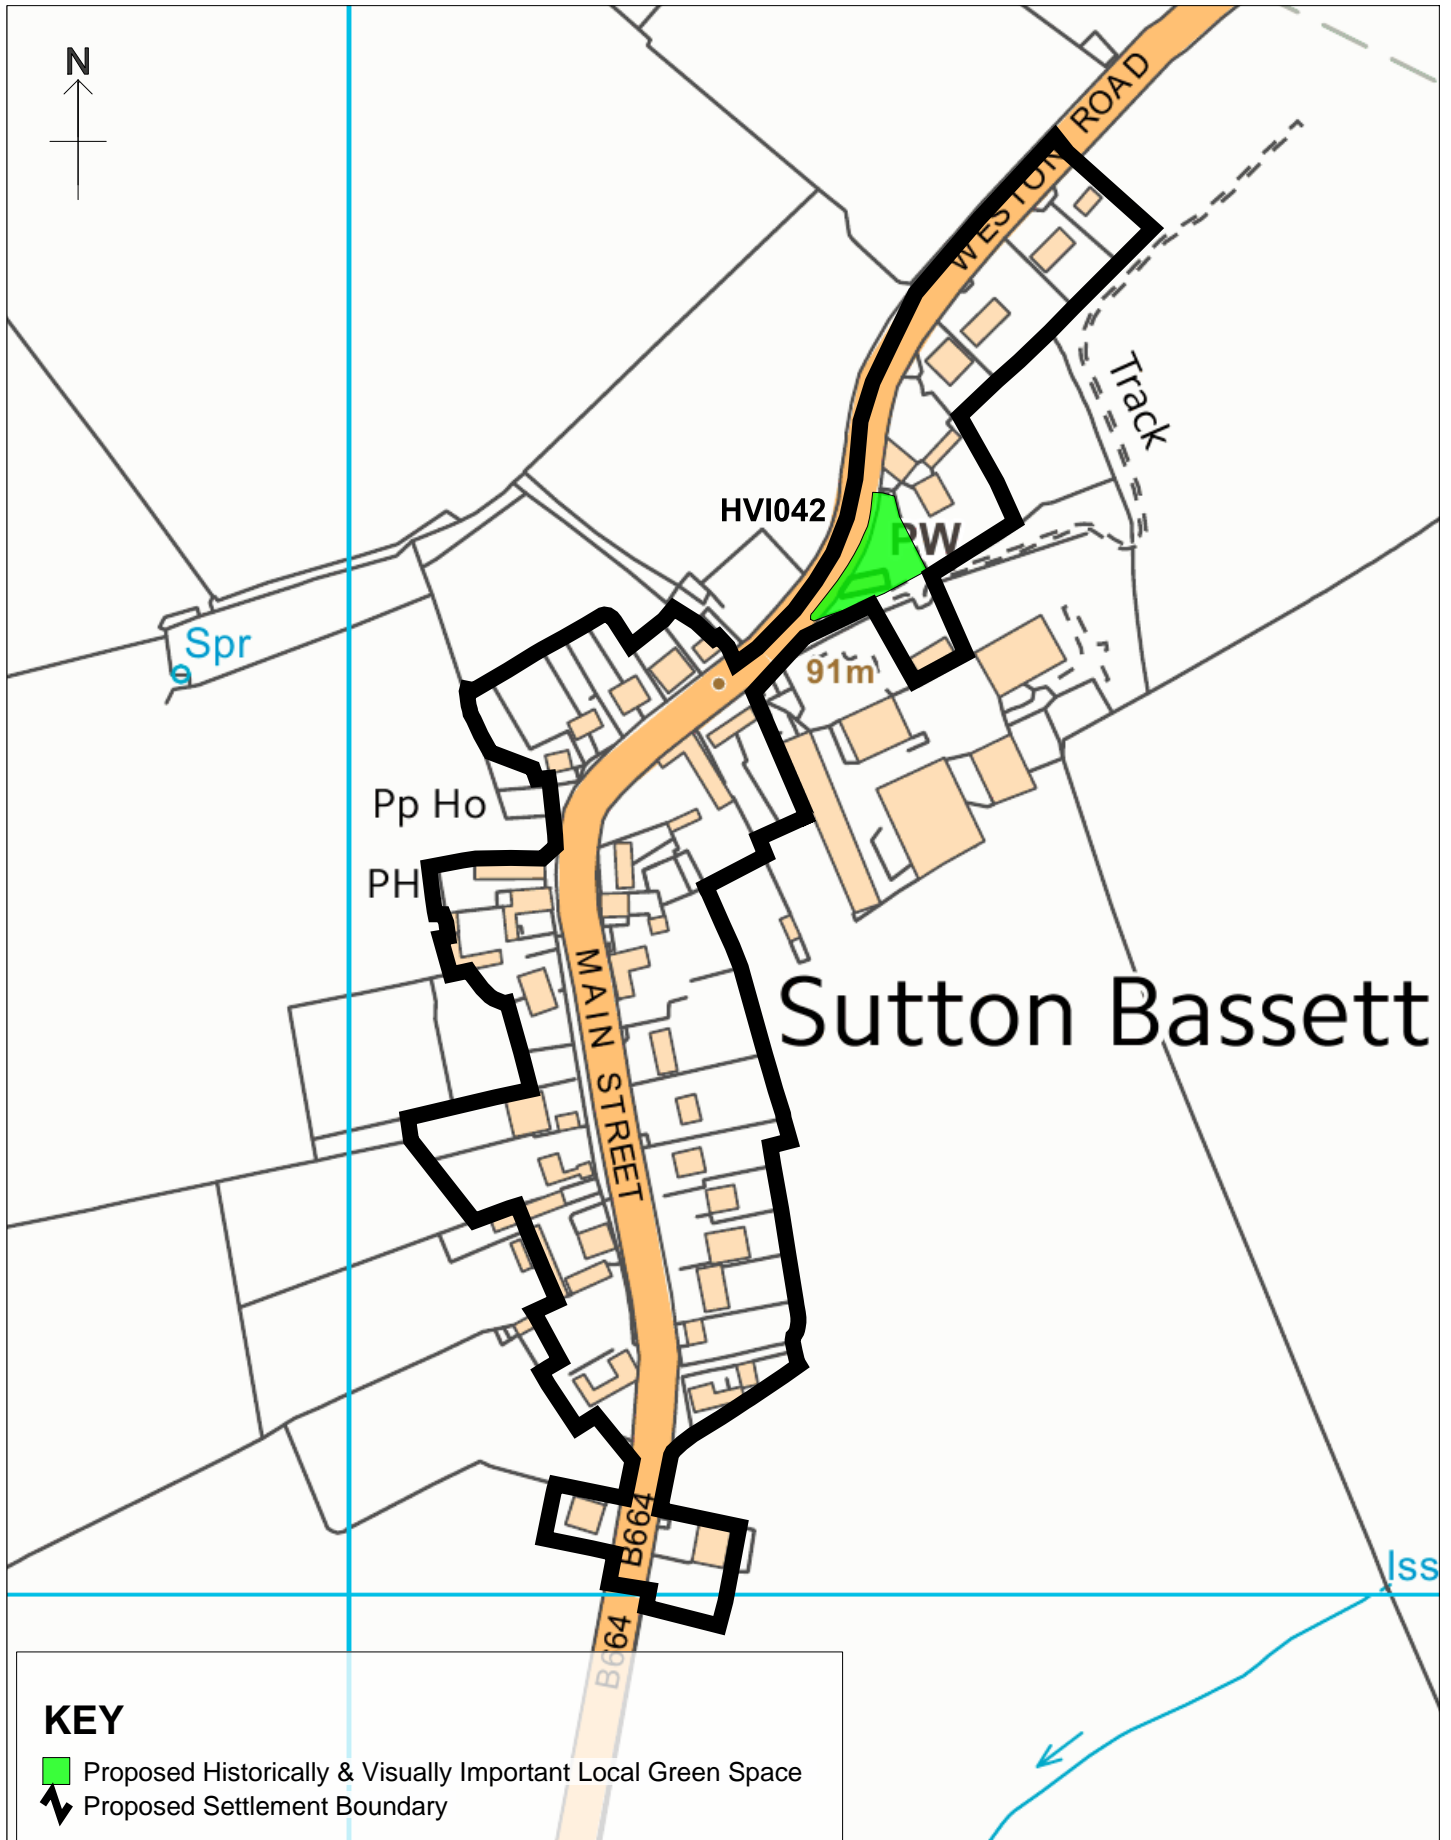 N
WESTON ROAD
Track
HVI042
PW
Spr
91m
Pp Ho
PH
MAIN STREET
Sutton Bassett
B664
Iss
B664
KEY
Proposed Historically & Visually Important Local Green Space
Proposed Settlement Boundary